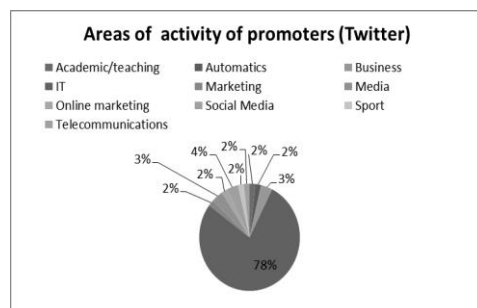 Areas of activity of promoters (Twitter)
Academic/teaching Automatics Business
IT Marketing Media
Online marketing Social Media Sport
Telecommunications
2% 2% 2%
4%
3% 2%
2% 3%
2%
78%